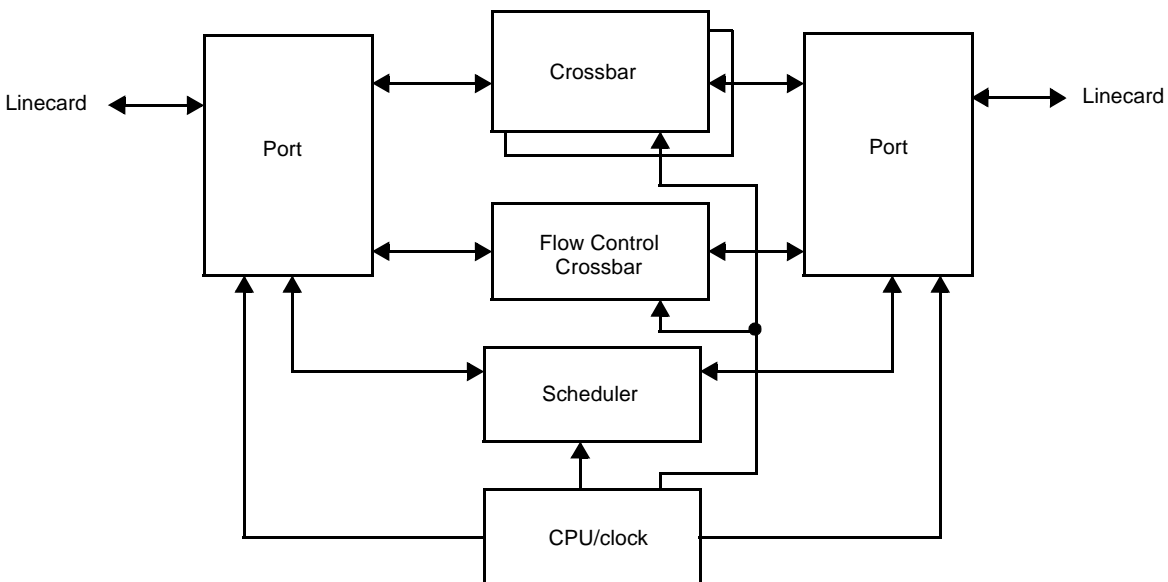 Crossbar
Linecard
Linecard
Port
Port
Flow Control
Crossbar
Scheduler
CPU/clock